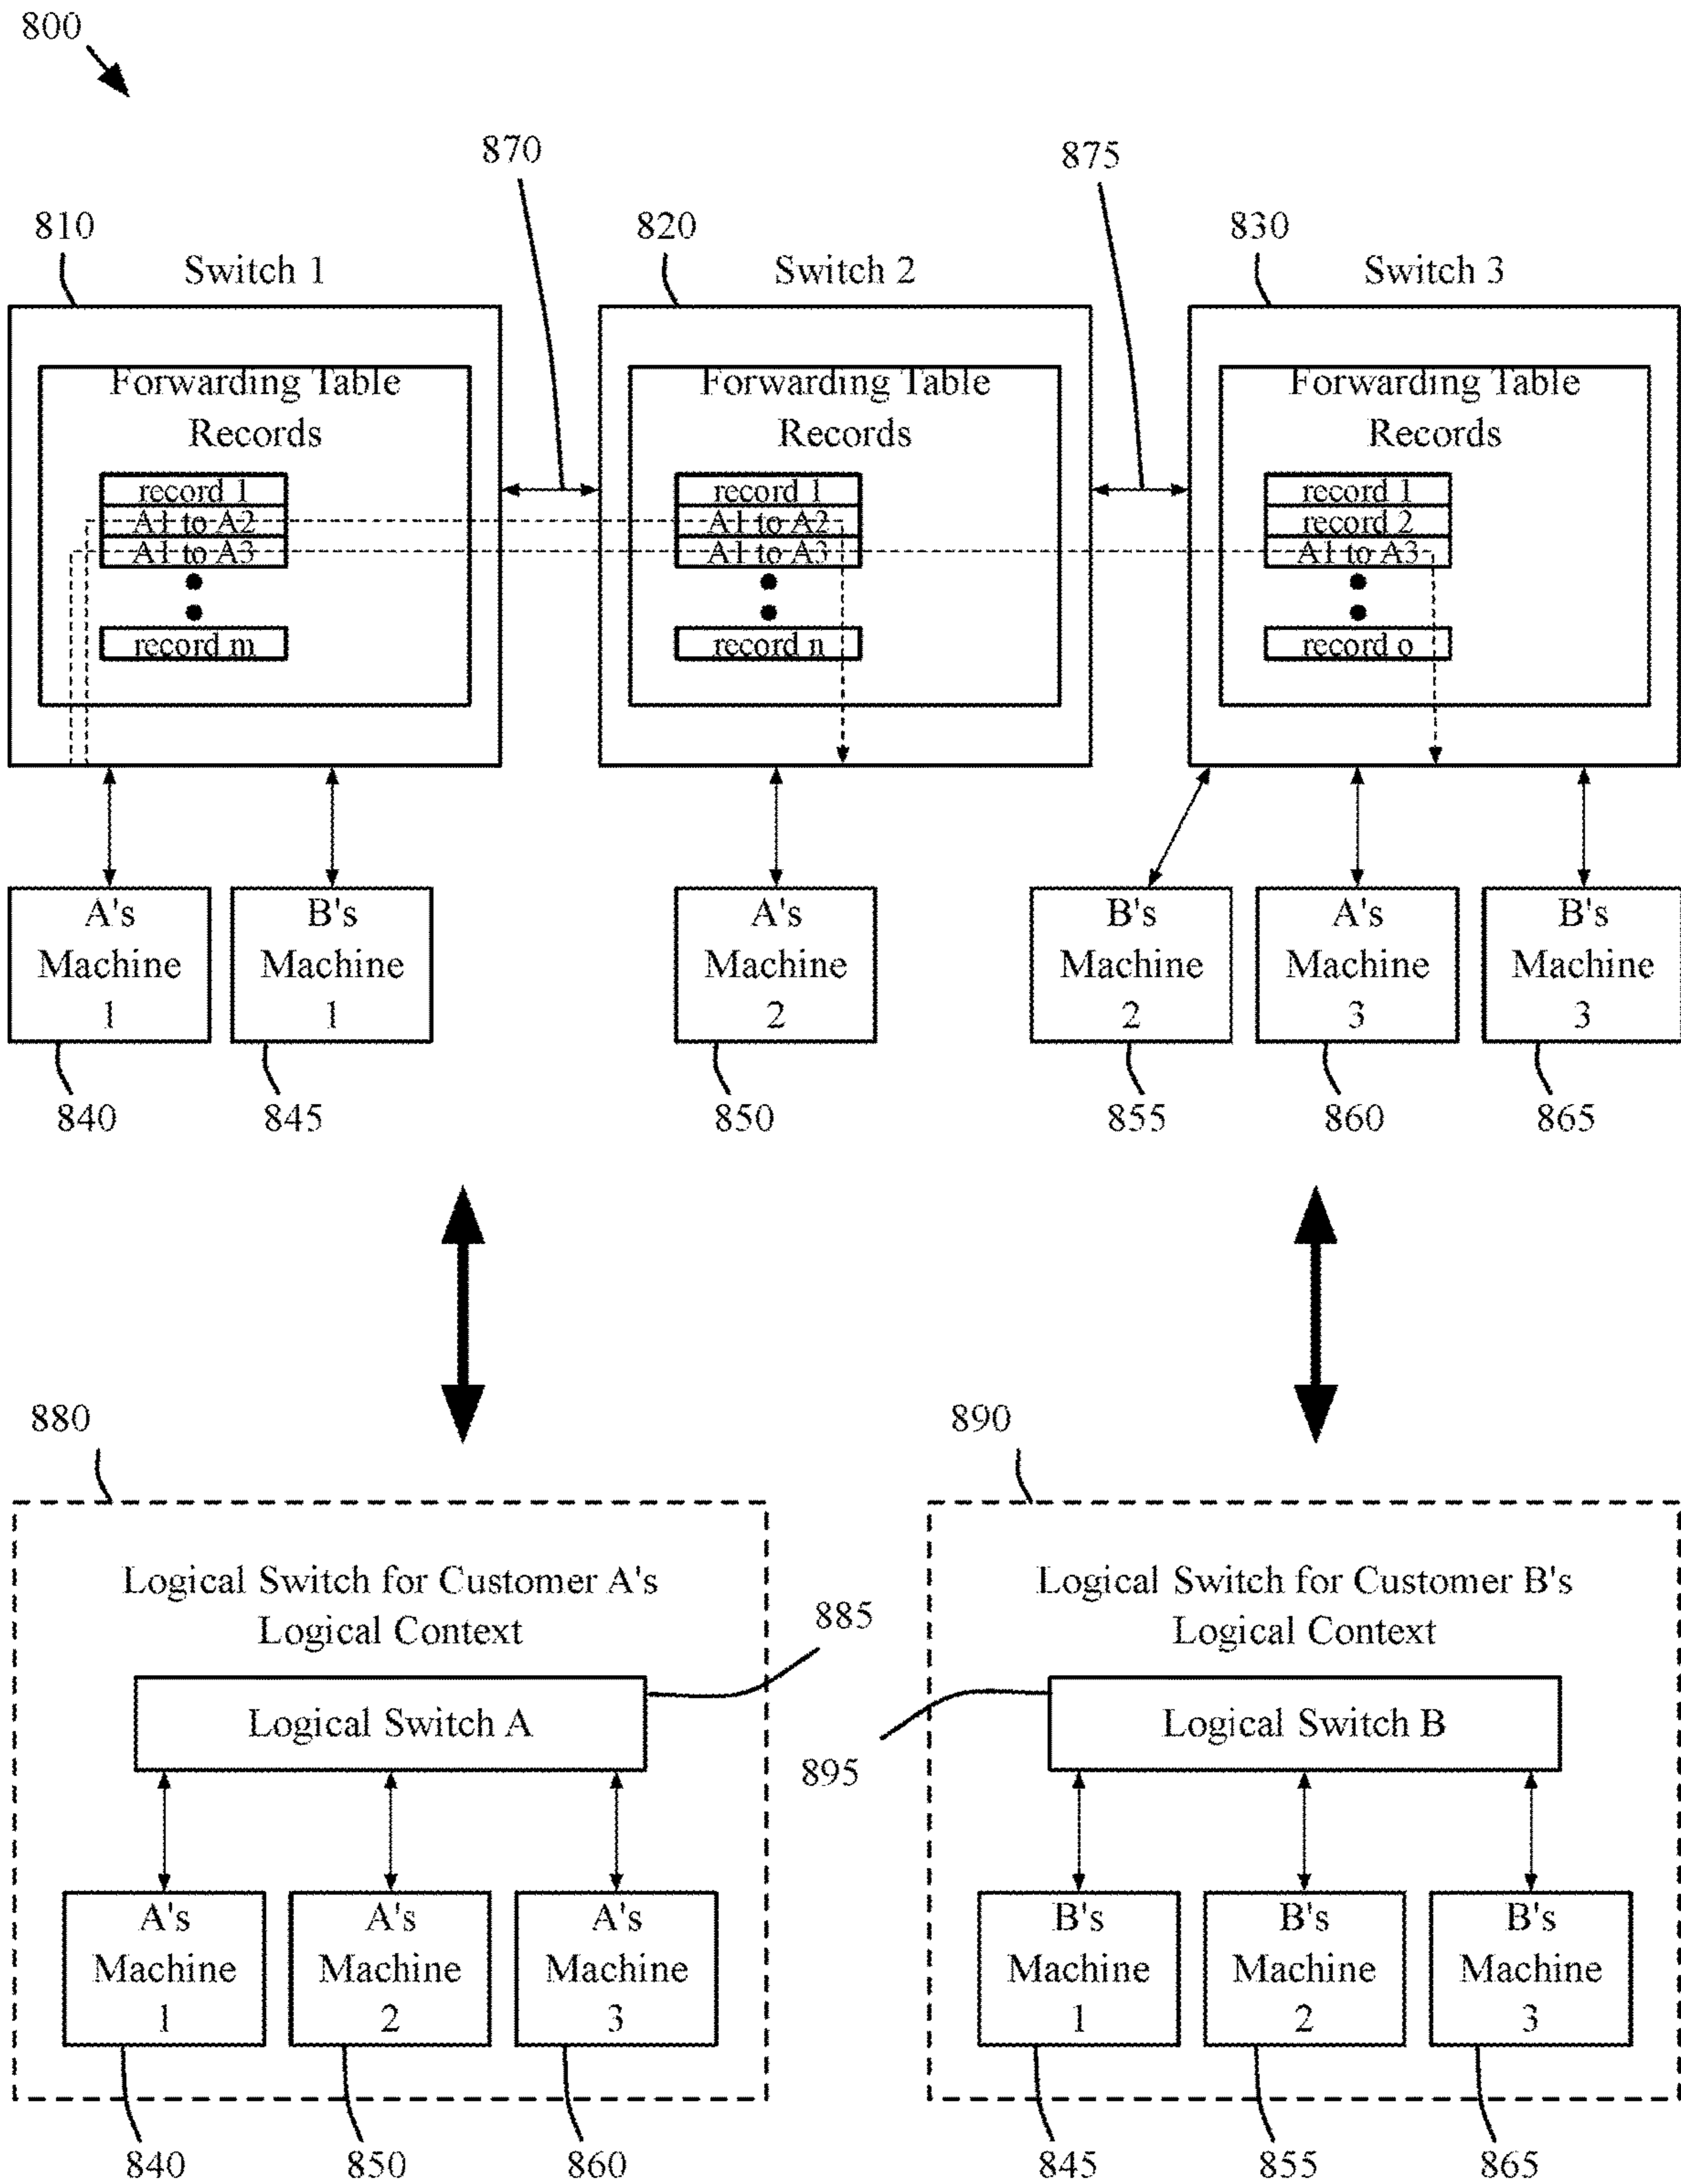 800
870
875
810
820
830
Switch 1
Switch 2
Switch 3
Forwarding Table
Records
record 1
A1 to A2
A1 to A3
record m
Forwarding Table
Records
record 1
A1 to A2
A1 to A3
record n
Forwarding Table
Records
record 1
record 2
A1 to A3
record o
A's
Machine
1
B's
Machine
1
A's
Machine
2
B's
Machine
2
A's
Machine
3
B's
Machine
3
840
845
850
855
860
865
880
Logical Switch for Customer A's
Logical Context
885
Logical Switch A
A's
Machine
1
A's
Machine
2
A's
Machine
3
840
850
860
890
Logical Switch for Customer B's
Logical Context
895
Logical Switch B
B's
Machine
1
B's
Machine
2
B's
Machine
3
845
855
865